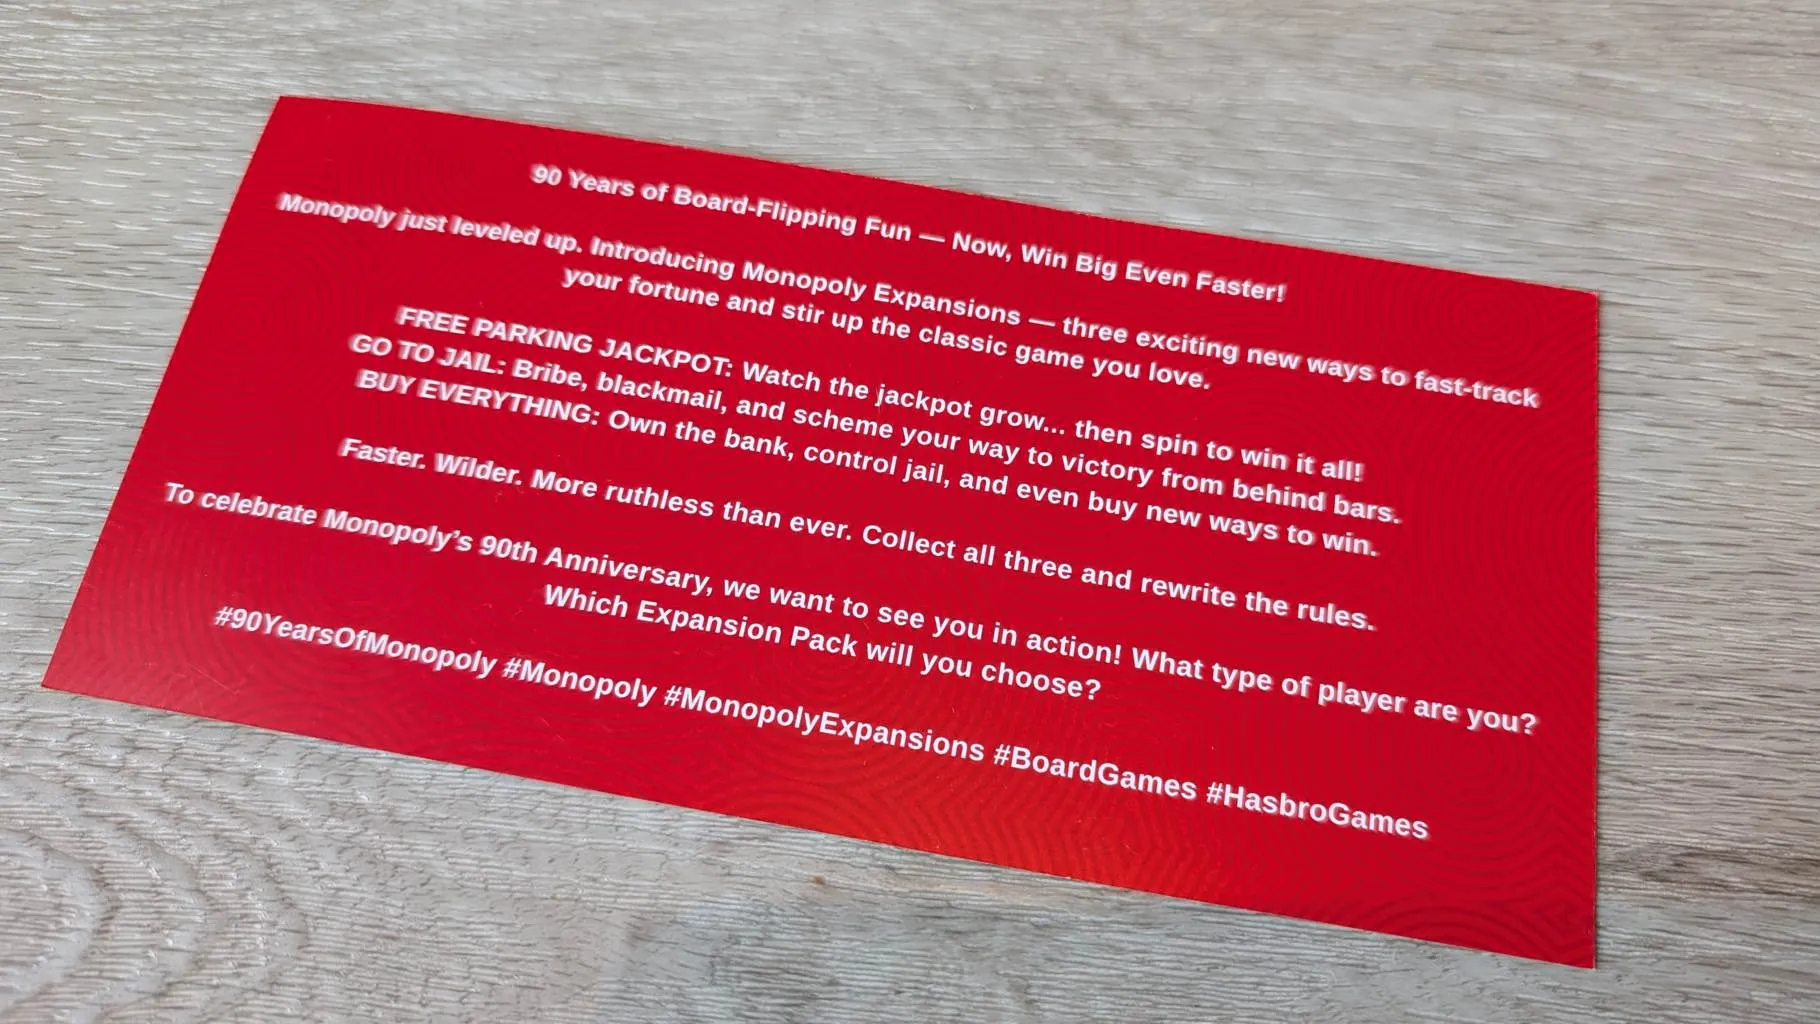 90 Years of Board-Flipping Fun — Now, Win Big Even Faster!
Monopoly just leveled up. Introducing Monopoly Expansions — three exciting new ways to fast-track
your fortune and stir up the classic game you love.
FREE PARKING JACKPOT: Watch the jackpot grow... then spin to win it all!
GO TO JAIL: Bribe, blackmail, and scheme your way to victory from behind bars.
BUY EVERYTHING: Own the bank, control jail, and even buy new ways to win.
Faster. Wilder. More ruthless than ever. Collect all three and rewrite the rules.
To celebrate Monopoly’s 90th Anniversary, we want to see you in action! What type of player are you?
Which Expansion Pack will you choose?
#90YearsOfMonopoly #Monopoly #MonopolyExpansions #BoardGames #HasbroGames